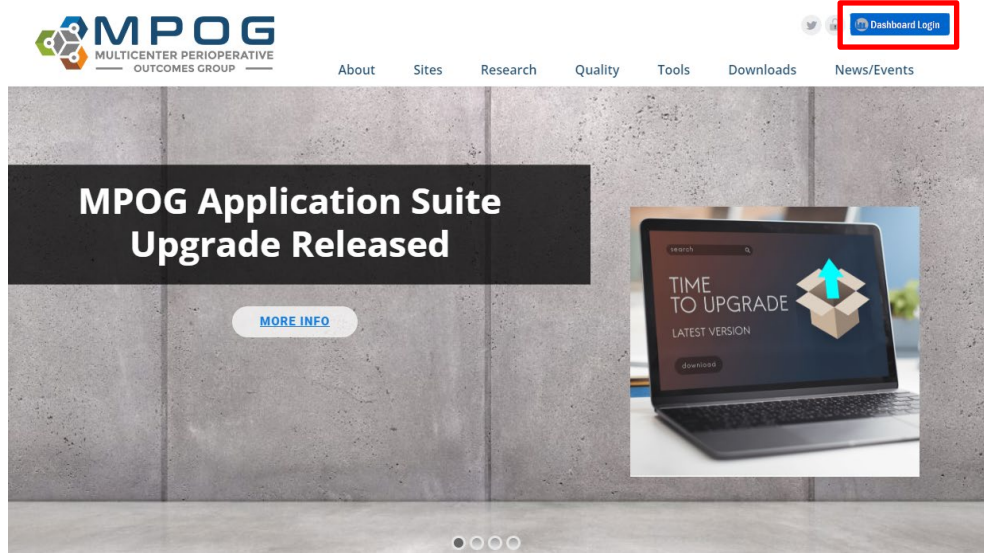 MPOG
MULTICENTER PERIOPERATIVE
OUTCOMES GROUP
Dashboard Login
About Sites Research Quality Tools Downloads News/Events
MPOG Application Suite
Upgrade Released
MORE INFO
search
TIME
TO UPGRADE
LATEST VERSION
download